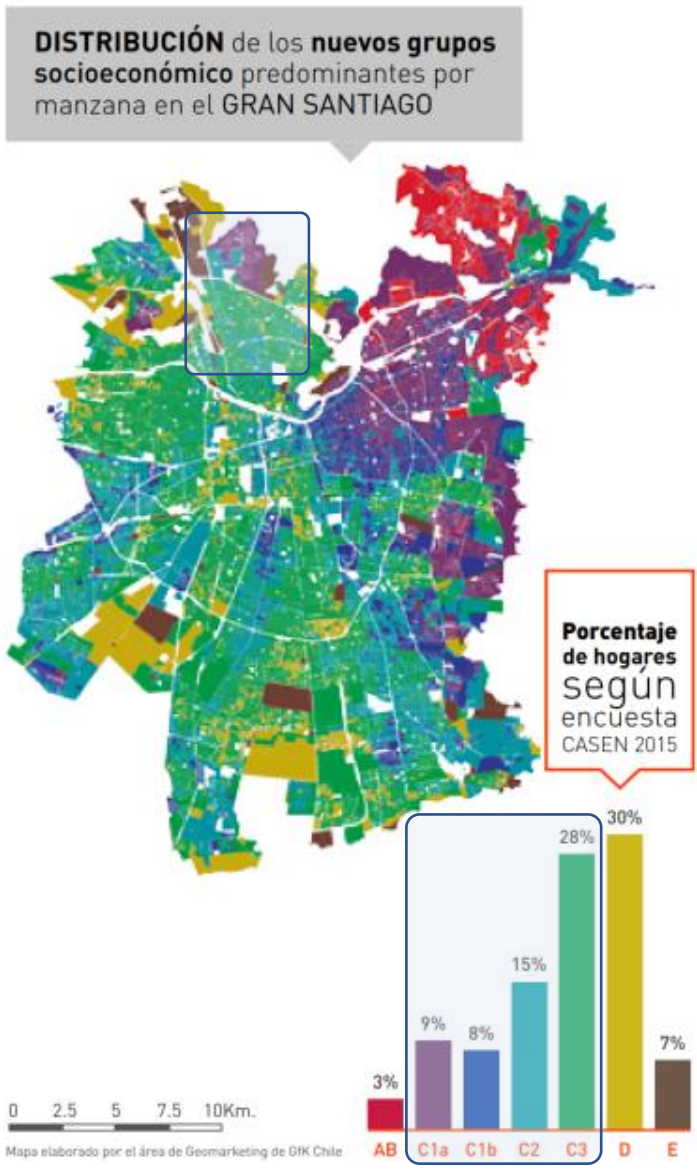 DISTRIBUCIÓN de los nuevos grupos
socioeconómico predominantes por
manzana en el GRAN SANTIAGO
Porcentaje
de hogares
según
encuesta
CASEN 2015
30%
28%
15%
9%
8%
7%
3%
0 2.5 5 7.5 10Km.
Mapa elaborado por el área de Geomarketing de GfK Chile
AB C1a C1b C2 C3 D E